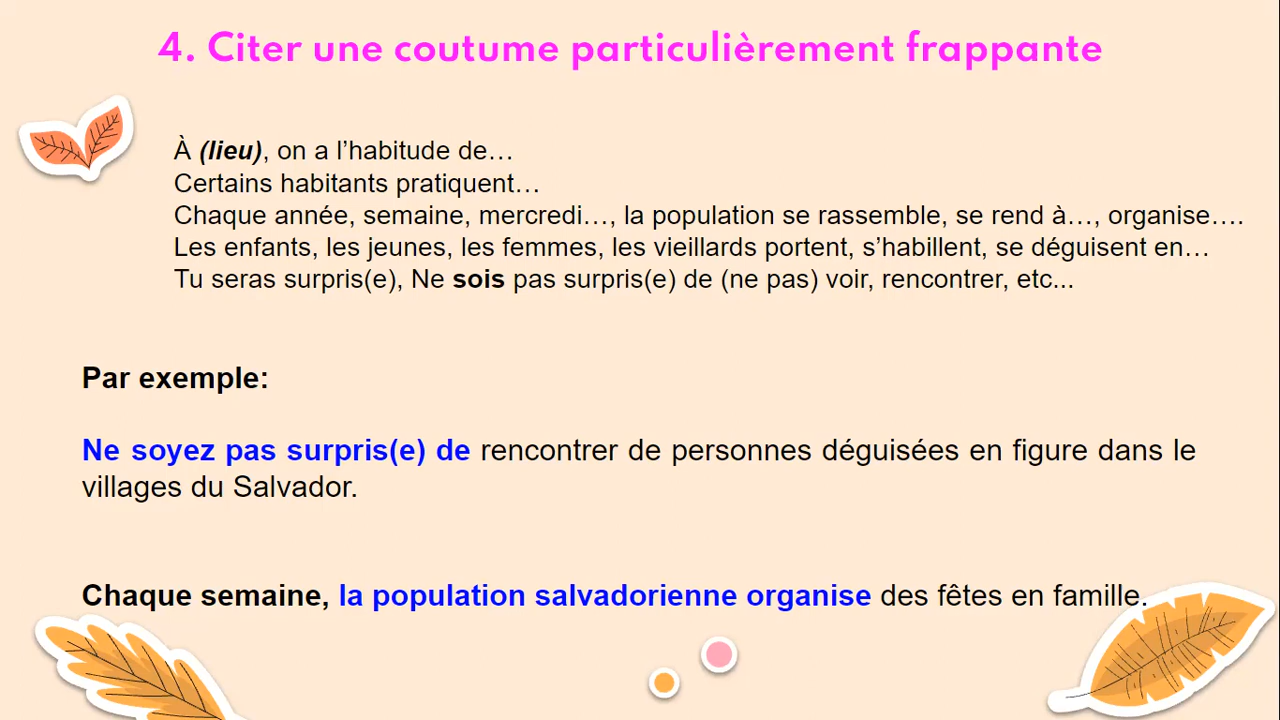 4. Citer une coutume particulièrement frappante
À (lieu), on a l’habitude de…
Certains habitants pratiquent…
Chaque année, semaine, mercredi…, la population se rassemble, se rend à…, organise….
Les enfants, les jeunes, les femmes, les vieillards portent, s’habillent, se déguisent en…
Tu seras surpris(e), Ne sois pas surpris(e) de (ne pas) voir, rencontrer, etc...
Par exemple:
Ne soyez pas surpris(e) de rencontrer de personnes déguisées en figure dans le
villages du Salvador.
Chaque semaine, la population salvadorienne organise des fêtes en famille.